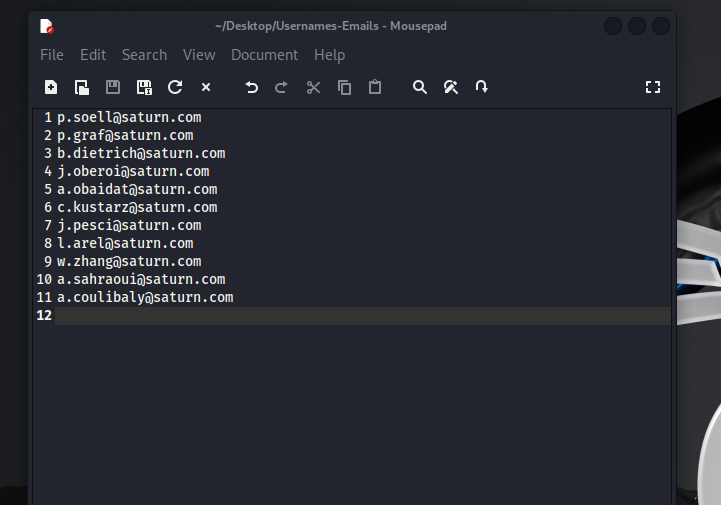 ~/Desktop/Usernames-Emails - Mousepad
File Edit Search View Document Help
1 p.soell@saturn.com
2 p.graf@saturn.com
3 b.dietrich@saturn.com
4 j.oberoi@saturn.com
5 a.obaidat@saturn.com
6 c.kustarz@saturn.com
7 j.pesci@saturn.com
8 l.arel@saturn.com
9 w.zhang@saturn.com
10 a.sahraoui@saturn.com
11 a.coulibaly@saturn.com
12